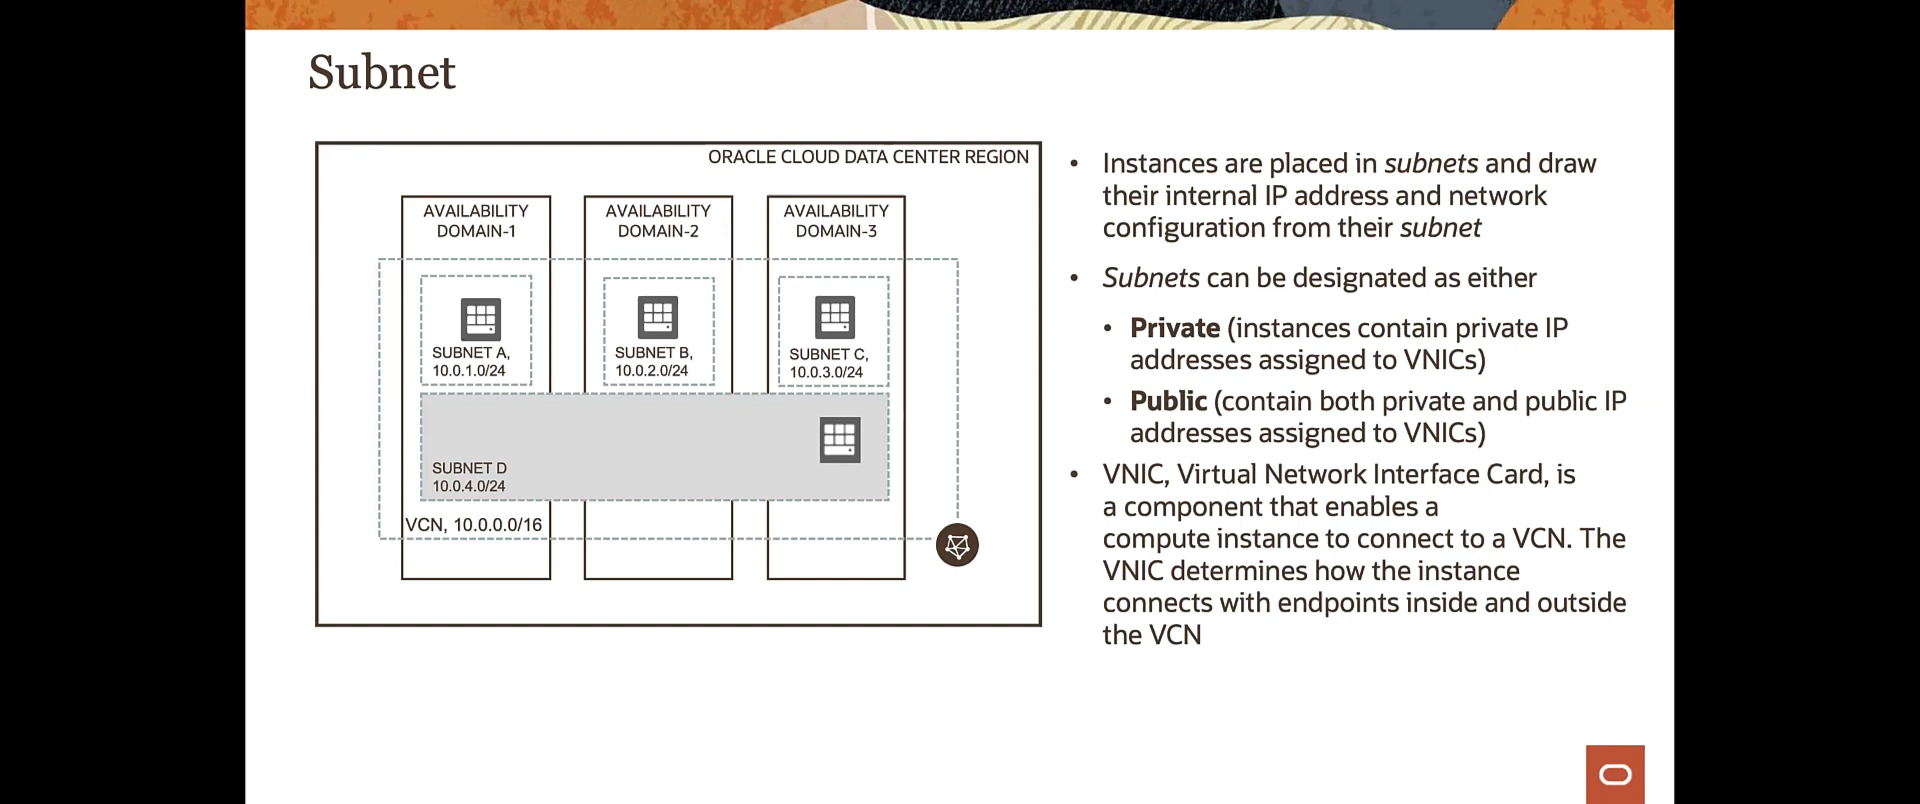 Subnet
ORACLE CLOUD DATA CENTER REGION
AVAILABILITY
DOMAIN-1
AVAILABILITY
DOMAIN-2
AVAILABILITY
DOMAIN-3
SUBNET A,
10.0.1.0/24
SUBNET B,
10.0.2.0/24
SUBNET C,
10.0.3.0/24
SUBNET D
10.0.4.0/24
VCN, 10.0.0.0/16
• Instances are placed in subnets and draw
their internal IP address and network
configuration from their subnet
• Subnets can be designated as either
• Private (instances contain private IP
addresses assigned to VNICs)
• Public (contain both private and public IP
addresses assigned to VNICs)
• VNIC, Virtual Network Interface Card, is
a component that enables a
compute instance to connect to a VCN. The
VNIC determines how the instance
connects with endpoints inside and outside
the VCN